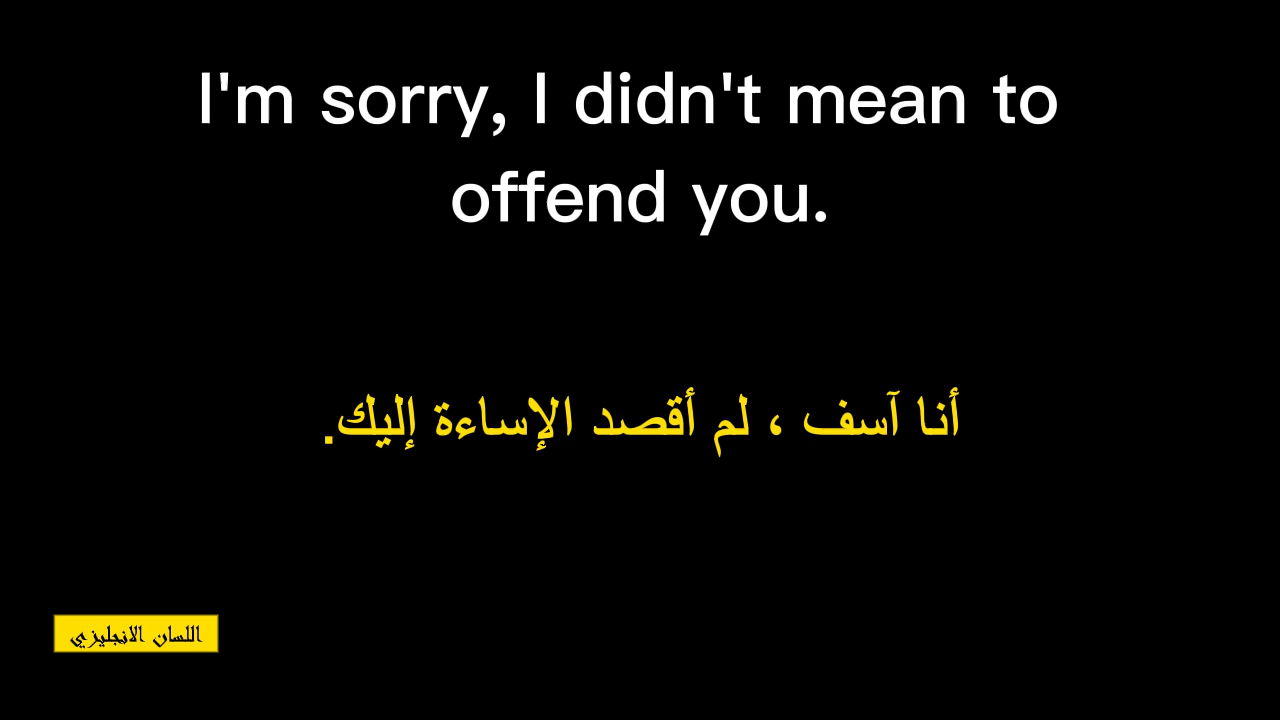 I'm sorry, I didn't mean to
offend you.
أنا آسف ، لم أقصد الإساءة إليك.
اللسان الانجليزي